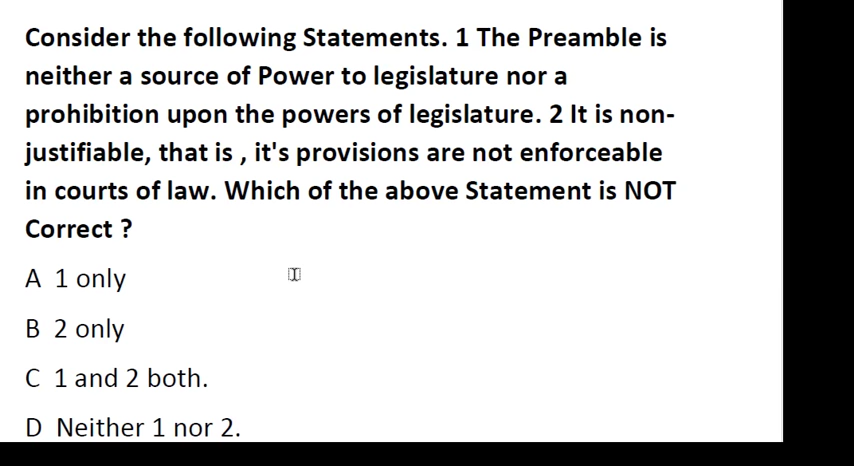 Consider the following Statements. 1 The Preamble is
neither a source of Power to legislature nor a
prohibition upon the powers of legislature. 2 It is non-
justifiable, that is , it's provisions are not enforceable
in courts of law. Which of the above Statement is NOT
Correct ?
A 1 only
B 2 only
C 1 and 2 both.
D Neither 1 nor 2.